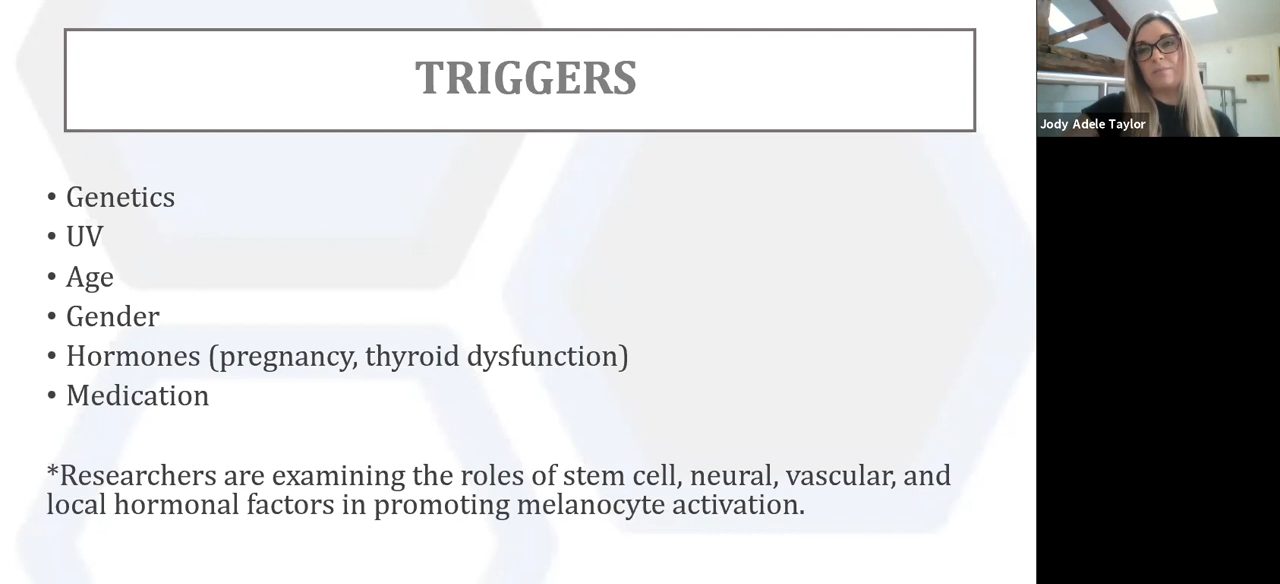 TRIGGERS
• Genetics
• UV
• Age
• Gender
• Hormones (pregnancy, thyroid dysfunction)
• Medication
*Researchers are examining the roles of stem cell, neural, vascular, and
local hormonal factors in promoting melanocyte activation.
Jody Adele Taylor